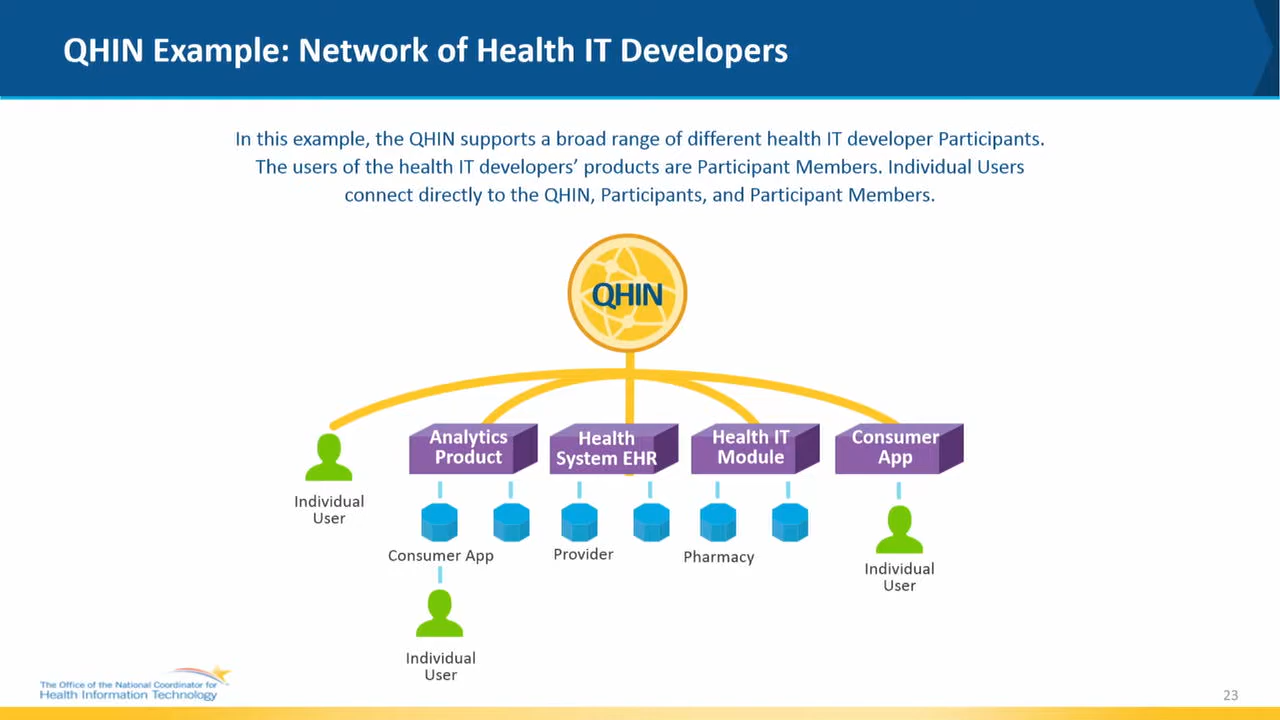 QHIN Example: Network of Health IT Developers
In this example, the QHIN supports a broad range of different health IT developer Participants.
The users of the health IT developers’ products are Participant Members. Individual Users
connect directly to the QHIN, Participants, and Participant Members.
QHIN
Analytics
Product
Health
System EHR
Health IT
Module
Consumer
App
Individual
User
Consumer App
Provider
Pharmacy
Individual
User
Individual
User
The Office of the National Coordinator for
Health Information Technology
23